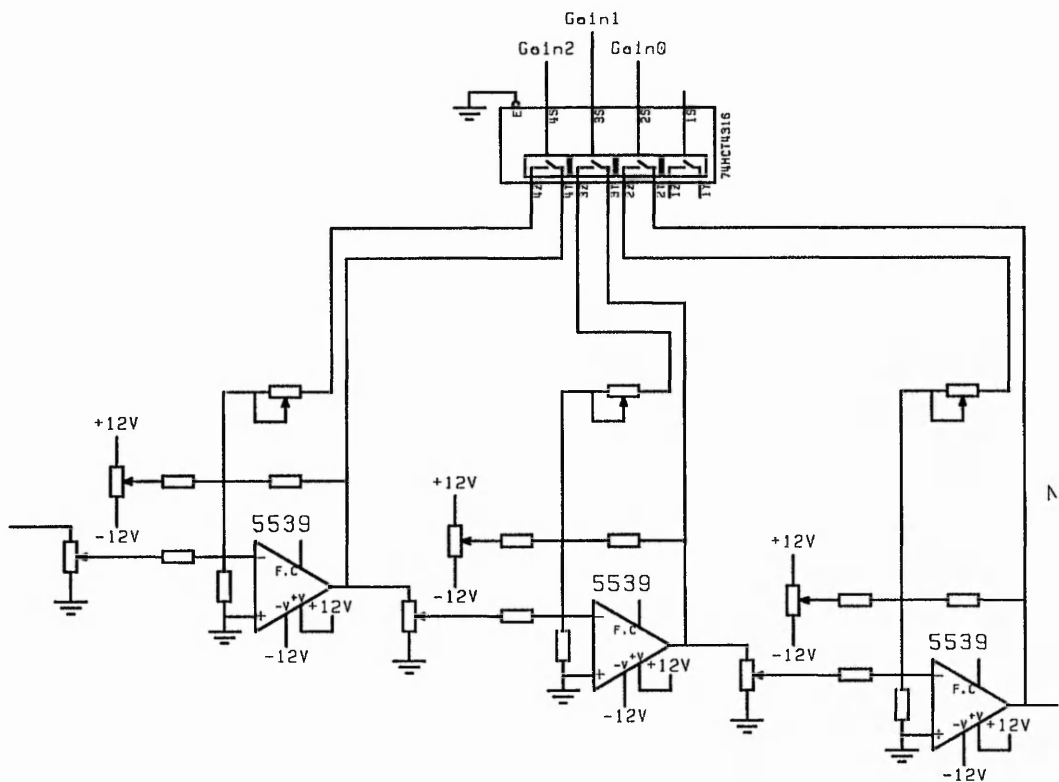 Gain1
Gain2
Gain0
E
4S
3S
2S
1S
74HCT4316
4Z
4Y
3Z
3Y
2Z
2Y
1Z
1Y
+12V
-12V
5539
-
F.C
+
-V
+V
+12V
-12V
+12V
-12V
5539
-
F.C
+
-V
+V
+12V
-12V
+12V
-12V
5539
-
F.C
+
-V
+V
+12V
-12V